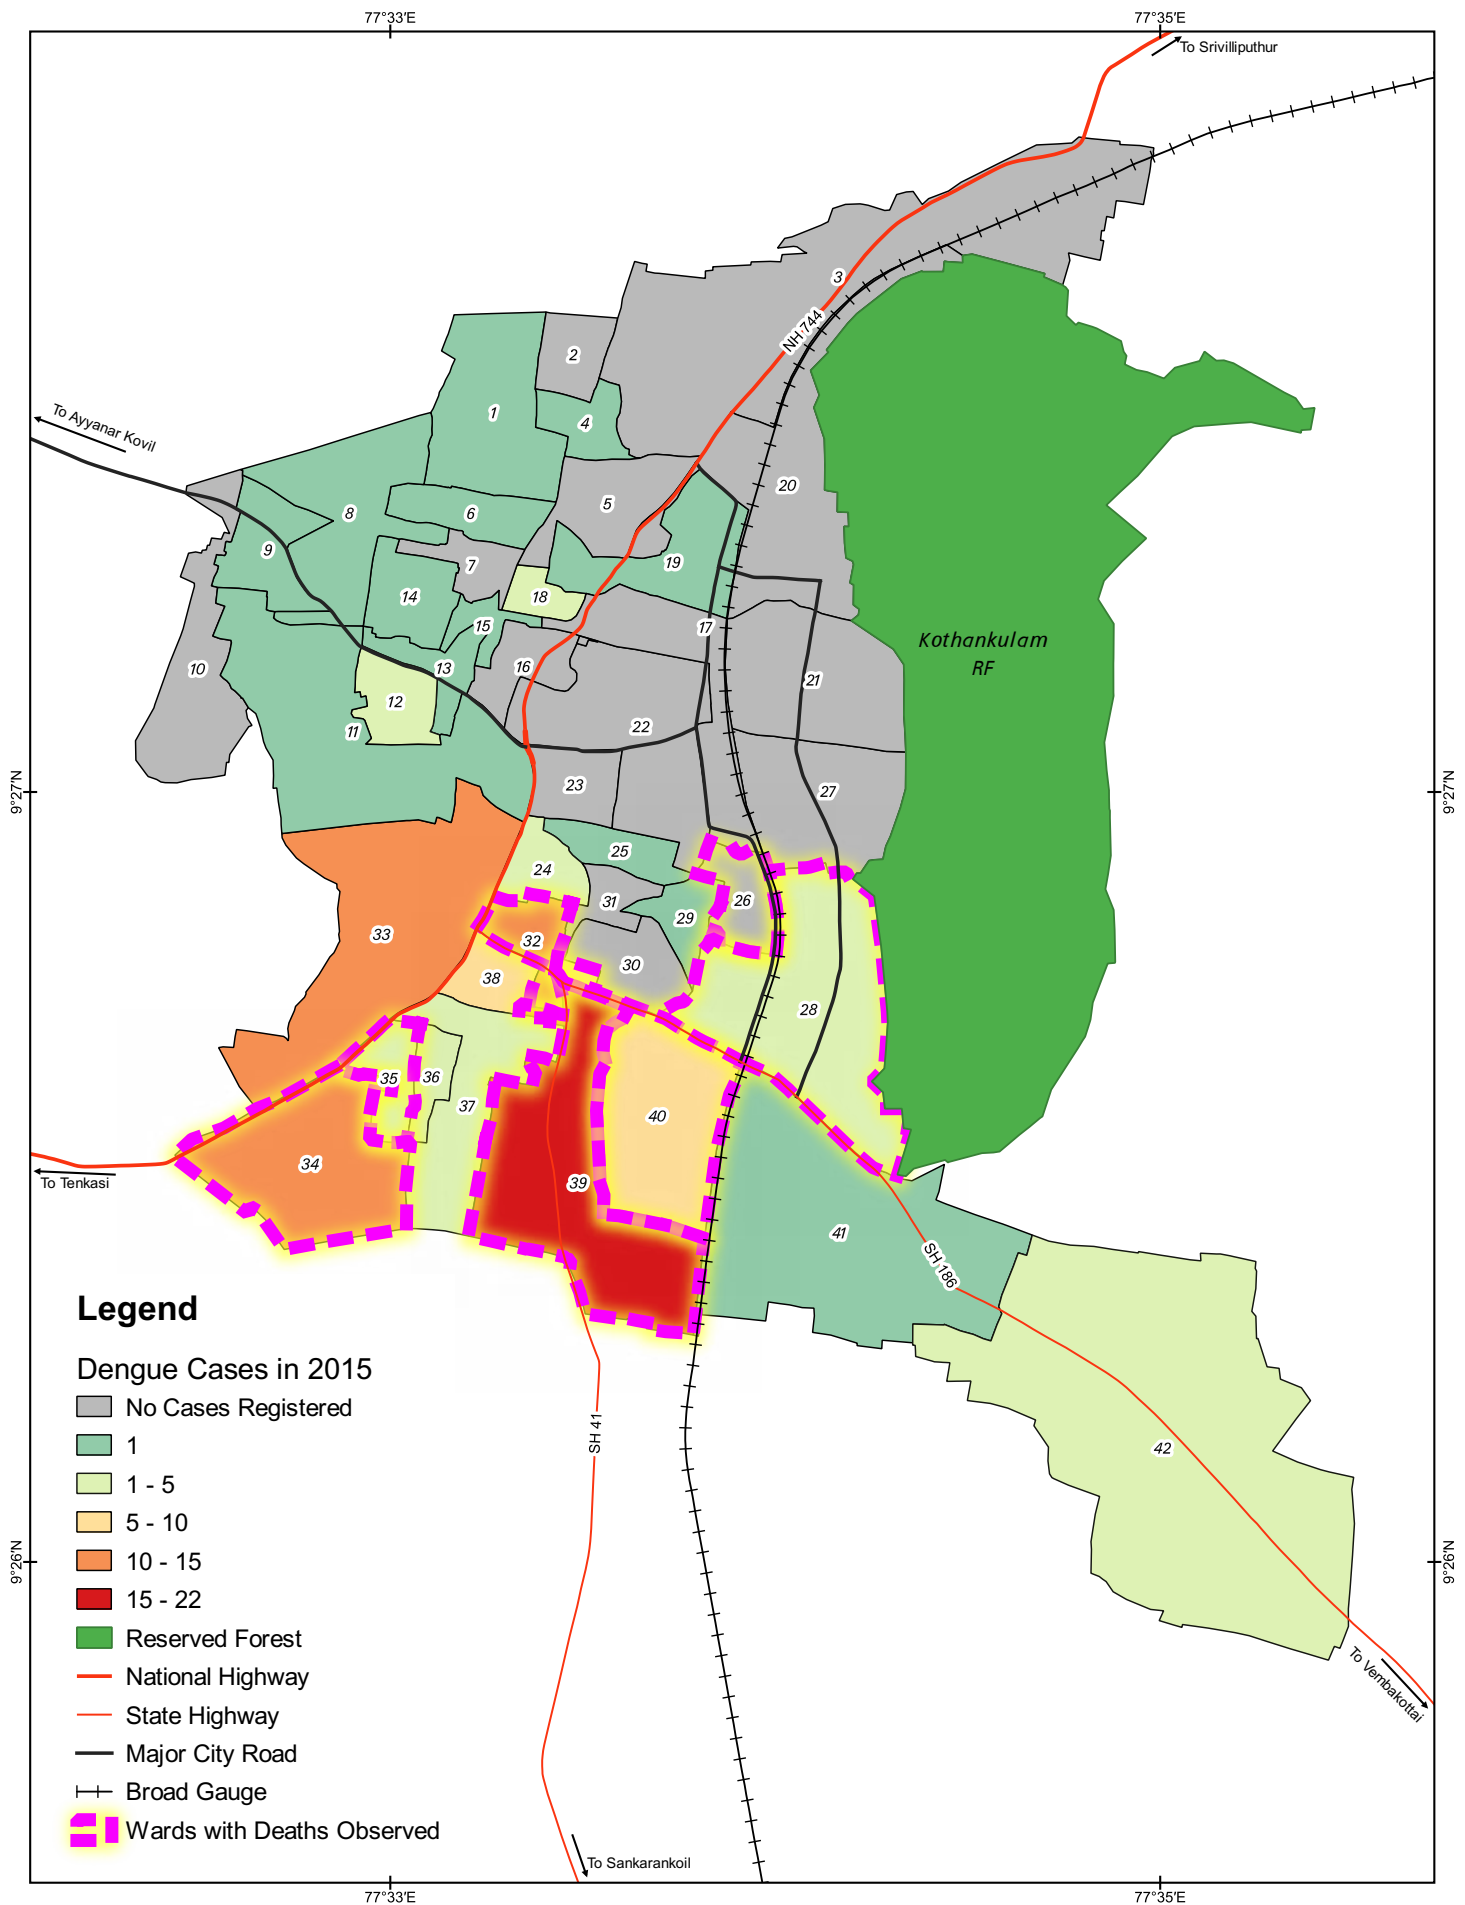 77°33'E
77°35'E
To Srivilliputhur
3
NH 744
2
1
4
To Ayyanar Kovil
20
5
8
6
9
19
7
14
18
15
17
Kothankulam
RF
10
16
13
21
12
22
11
9°27'N
9°27'N
23
27
25
24
26
31
29
33
32
30
38
28
35
36
37
40
34
39
To Tenkasi
41
SH 186
Legend
Dengue Cases in 2015
No Cases Registered
1
1 - 5
5 - 10
10 - 15
15 - 22
Reserved Forest
National Highway
State Highway
Major City Road
Broad Gauge
Wards with Deaths Observed
SH 41
42
9°26'N
9°26'N
To Vembakottai
To Sankarankoil
77°33'E
77°35'E